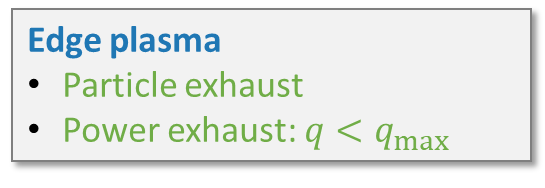 Edge plasma
• Particle exhaust
• Power exhaust: q < qmax